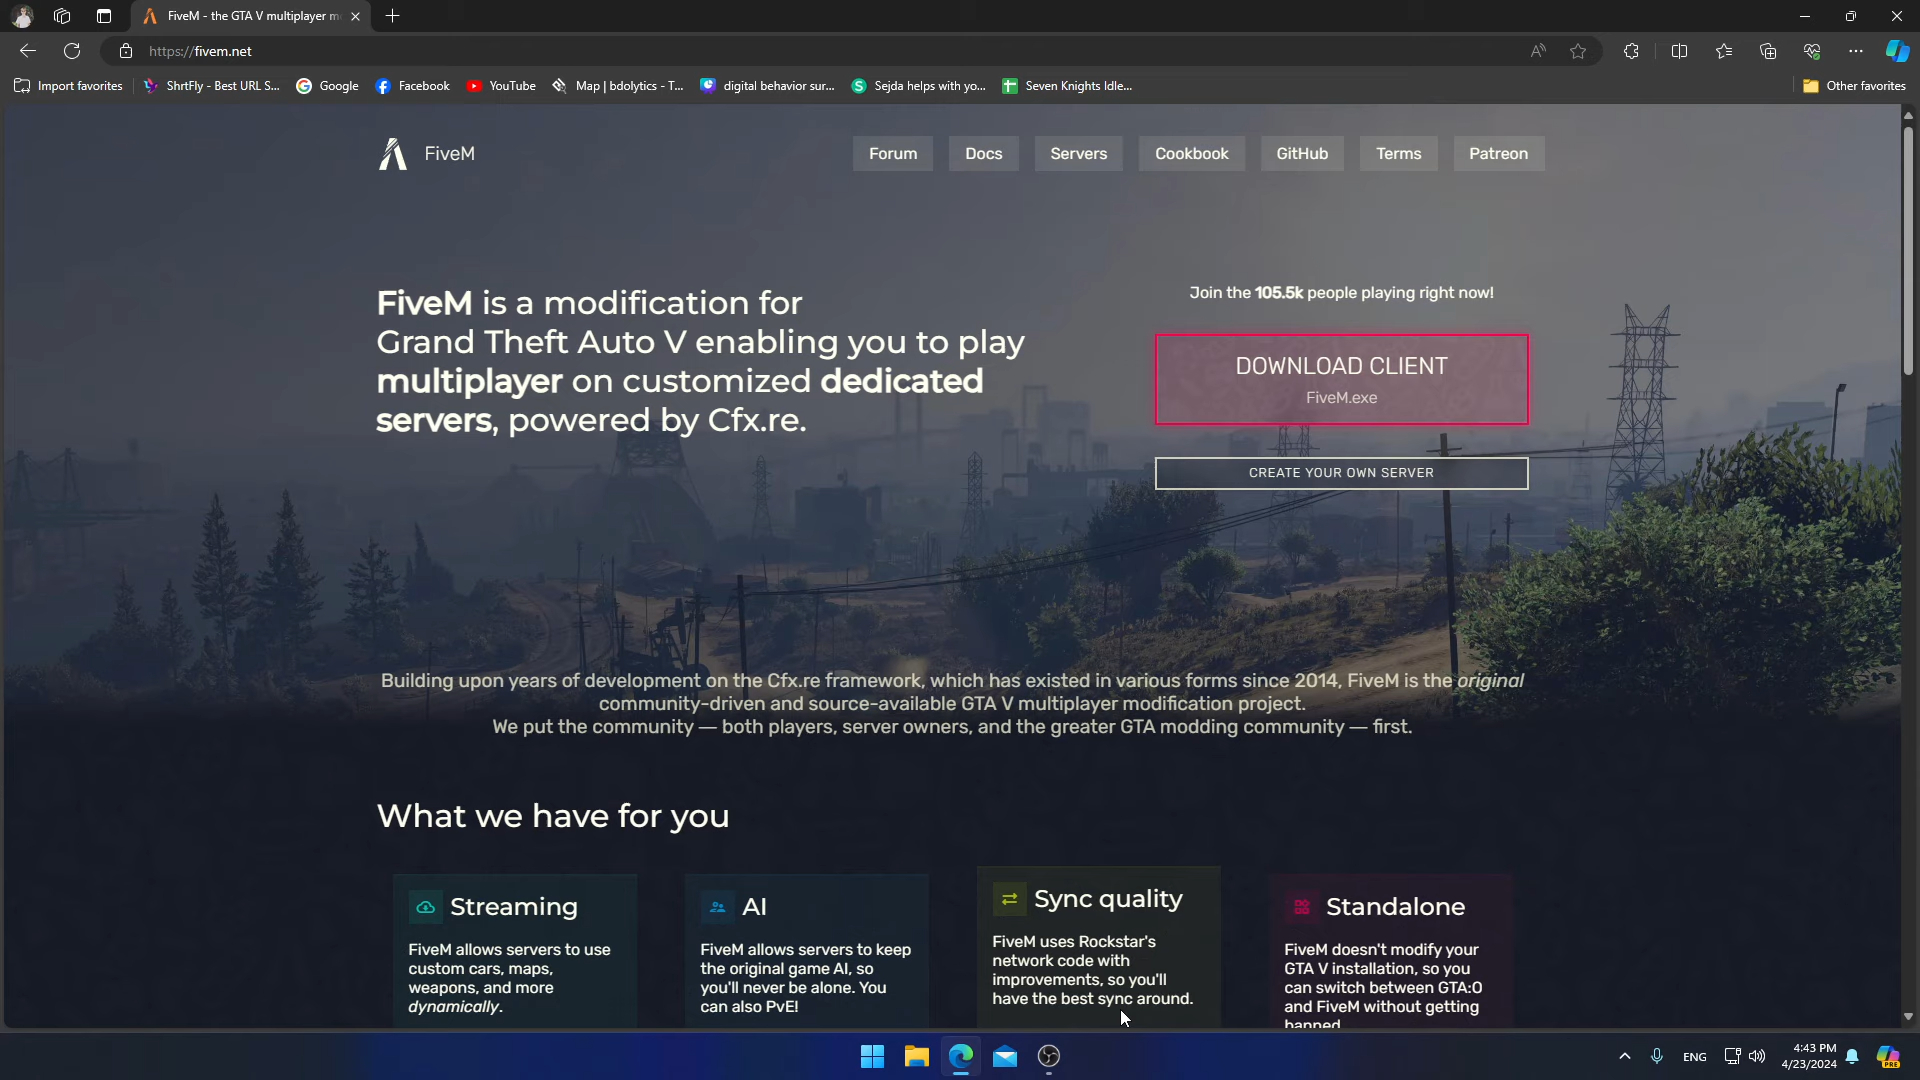 FiveM - the GTA V multiplayer m
https://fivem.net
Import favorites
ShrtFly - Best URL S...
Google
Facebook
YouTube
Map | bdolytics - T...
digital behavior sur...
Sejda helps with yo...
Seven Knights Idle...
Other favorites
FiveM
Forum
Docs
Servers
Cookbook
GitHub
Terms
Patreon
FiveM is a modification for
Grand Theft Auto V enabling you to play
multiplayer on customized dedicated
servers, powered by Cfx.re.
Join the 105.5k people playing right now!
DOWNLOAD CLIENT
FiveM.exe
CREATE YOUR OWN SERVER
Building upon years of development on the Cfx.re framework, which has existed in various forms since 2014, FiveM is the original
community-driven and source-available GTA V multiplayer modification project.
We put the community — both players, server owners, and the greater GTA modding community — first.
What we have for you
Streaming
FiveM allows servers to use
custom cars, maps,
weapons, and more
dynamically.
AI
FiveM allows servers to keep
the original game AI, so
you'll never be alone. You
can also PvE!
Sync quality
FiveM uses Rockstar's
network code with
improvements, so you'll
have the best sync around.
Standalone
FiveM doesn't modify your
GTA V installation, so you
can switch between GTA:O
and FiveM without getting
banned.
ENG
4:43 PM
4/23/2024
PRE